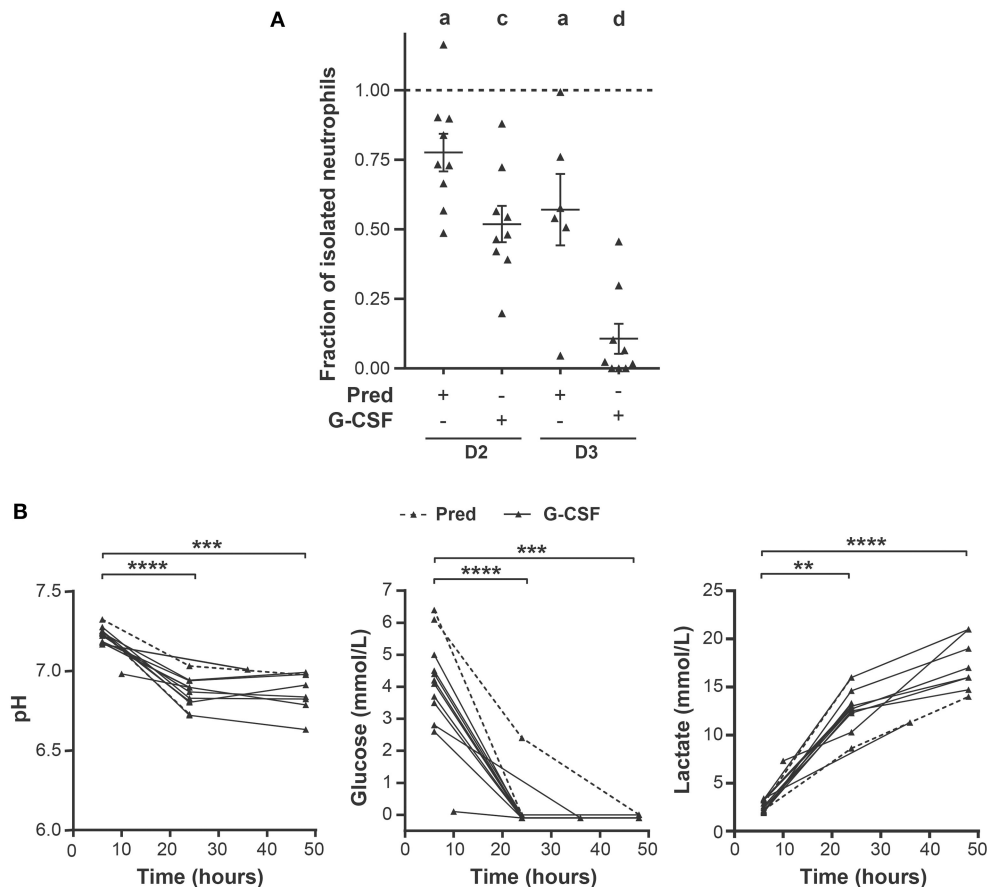 A
a c a d
Fraction of isolated neutrophils
1.00
0.75
0.50
0.25
0.00
Pred + - + -
G-CSF - + - +
D2 D3
B
Pred G-CSF
*** *** ****
**** **** **
pH
7.5
7.0
6.5
6.0
0 10 20 30 40 50
Time (hours)
Glucose (mmol/L)
7
6
5
4
3
2
1
0
0 10 20 30 40 50
Time (hours)
Lactate (mmol/L)
25
20
15
10
5
0
0 10 20 30 40 50
Time (hours)